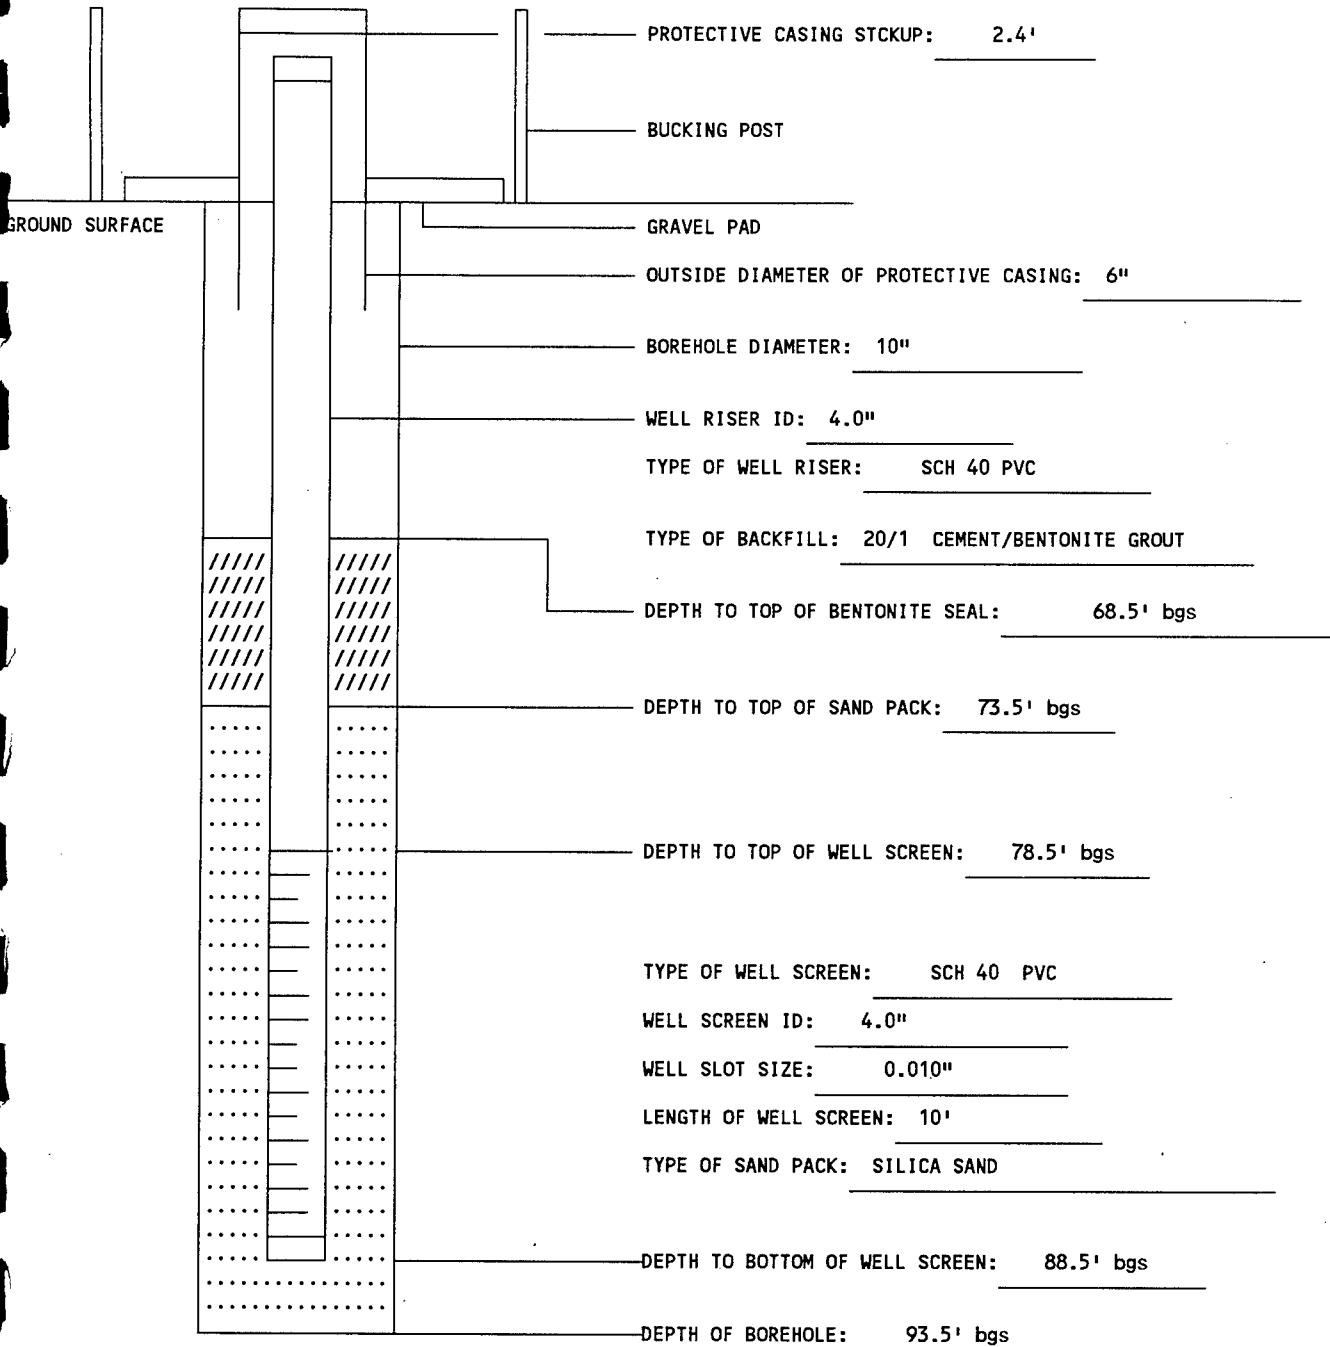 PROTECTIVE CASING STCKUP: 2.4'
BUCKING POST
GROUND SURFACE
GRAVEL PAD
OUTSIDE DIAMETER OF PROTECTIVE CASING: 6"
BOREHOLE DIAMETER: 10"
WELL RISER ID: 4.0"
TYPE OF WELL RISER: SCH 40 PVC
TYPE OF BACKFILL: 20/1 CEMENT/BENTONITE GROUT
DEPTH TO TOP OF BENTONITE SEAL: 68.5' bgs
DEPTH TO TOP OF SAND PACK: 73.5' bgs
DEPTH TO TOP OF WELL SCREEN: 78.5' bgs
TYPE OF WELL SCREEN: SCH 40 PVC
WELL SCREEN ID: 4.0"
WELL SLOT SIZE: 0.010"
LENGTH OF WELL SCREEN: 10'
TYPE OF SAND PACK: SILICA SAND
DEPTH TO BOTTOM OF WELL SCREEN: 88.5' bgs
DEPTH OF BOREHOLE: 93.5' bgs